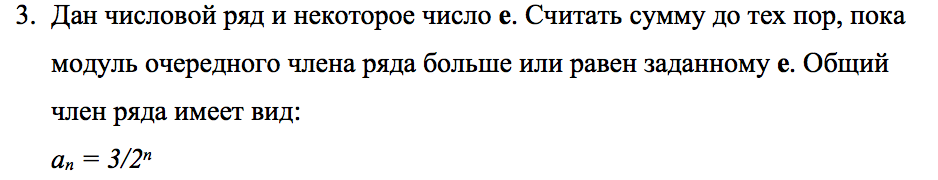 3. Дан числовой ряд и некоторое число e. Считать сумму до тех пор, пока
модуль очередного члена ряда больше или равен заданному e. Общий
член ряда имеет вид:
aₙ = 3/2ⁿ